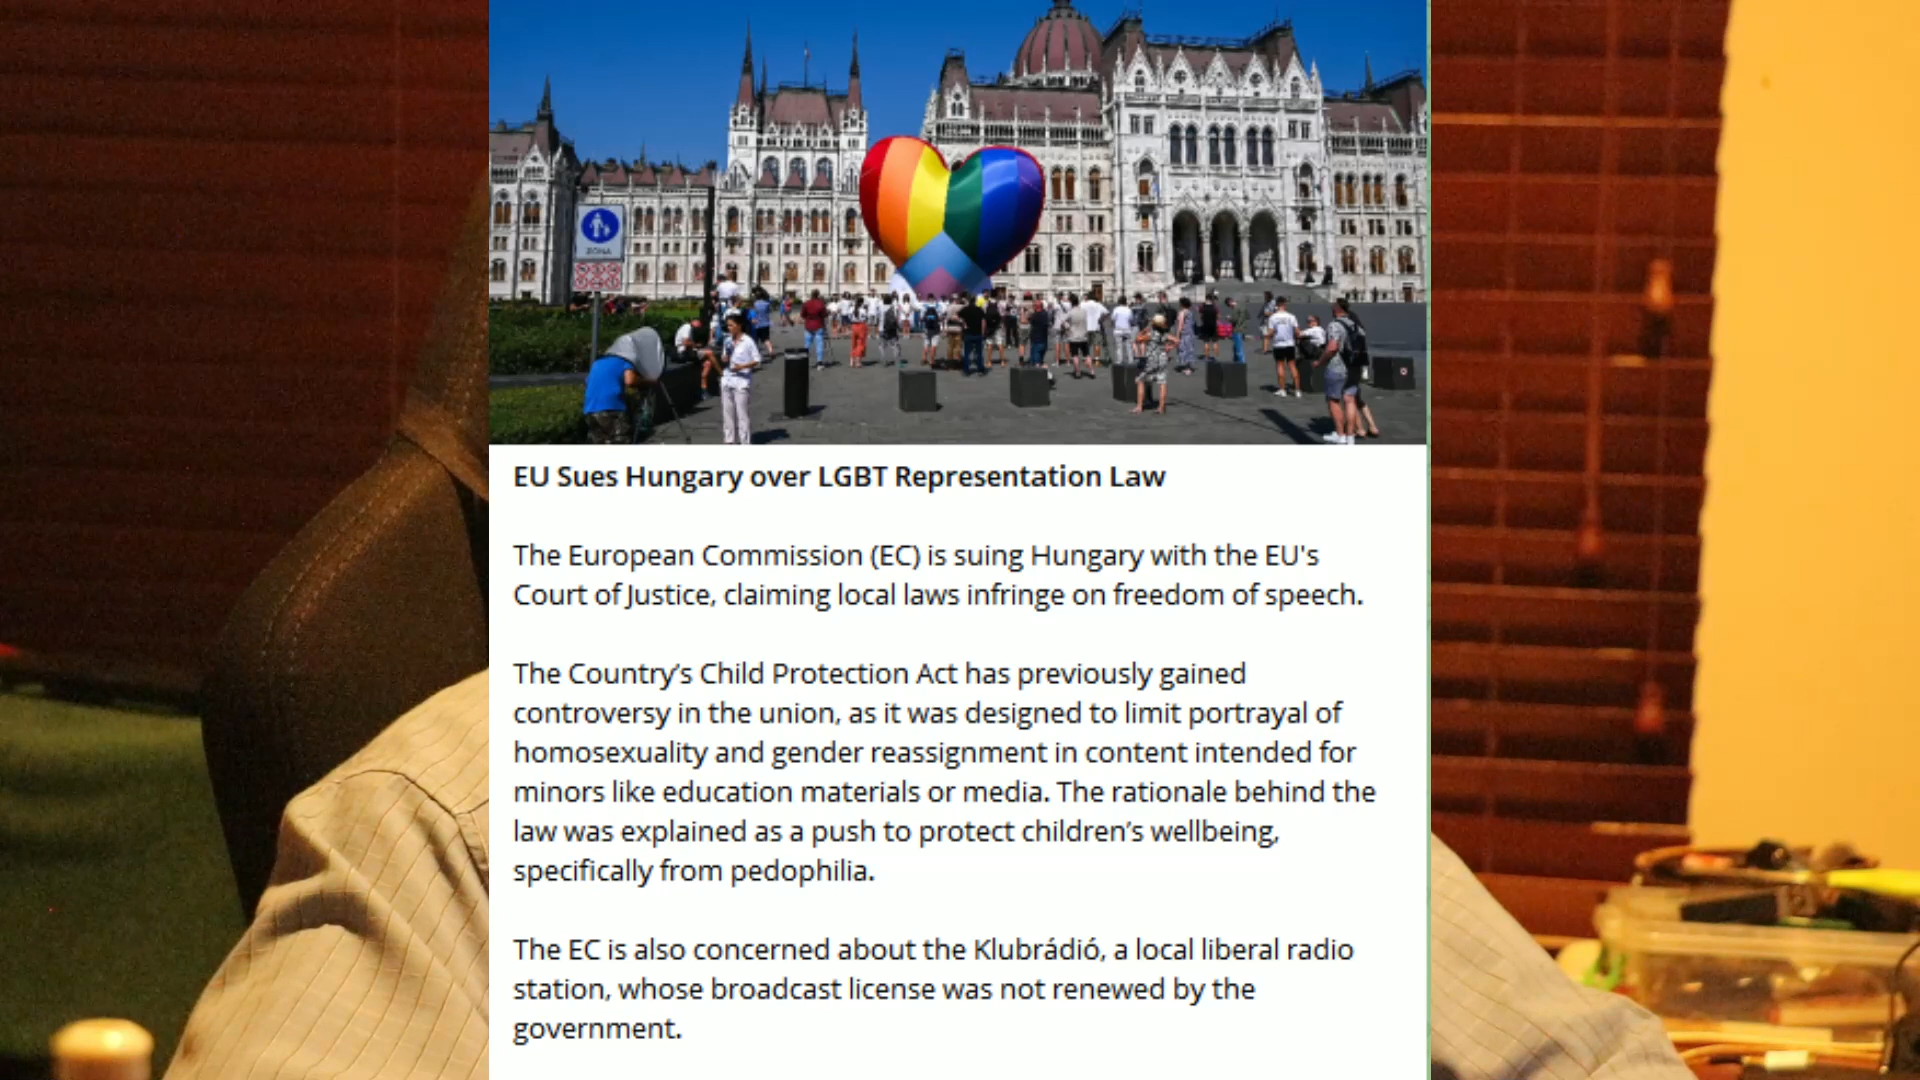 ZÓNA
EU Sues Hungary over LGBT Representation Law
The European Commission (EC) is suing Hungary with the EU's
Court of Justice, claiming local laws infringe on freedom of speech.
The Country’s Child Protection Act has previously gained
controversy in the union, as it was designed to limit portrayal of
homosexuality and gender reassignment in content intended for
minors like education materials or media. The rationale behind the
law was explained as a push to protect children’s wellbeing,
specifically from pedophilia.
The EC is also concerned about the Klubrádió, a local liberal radio
station, whose broadcast license was not renewed by the
government.